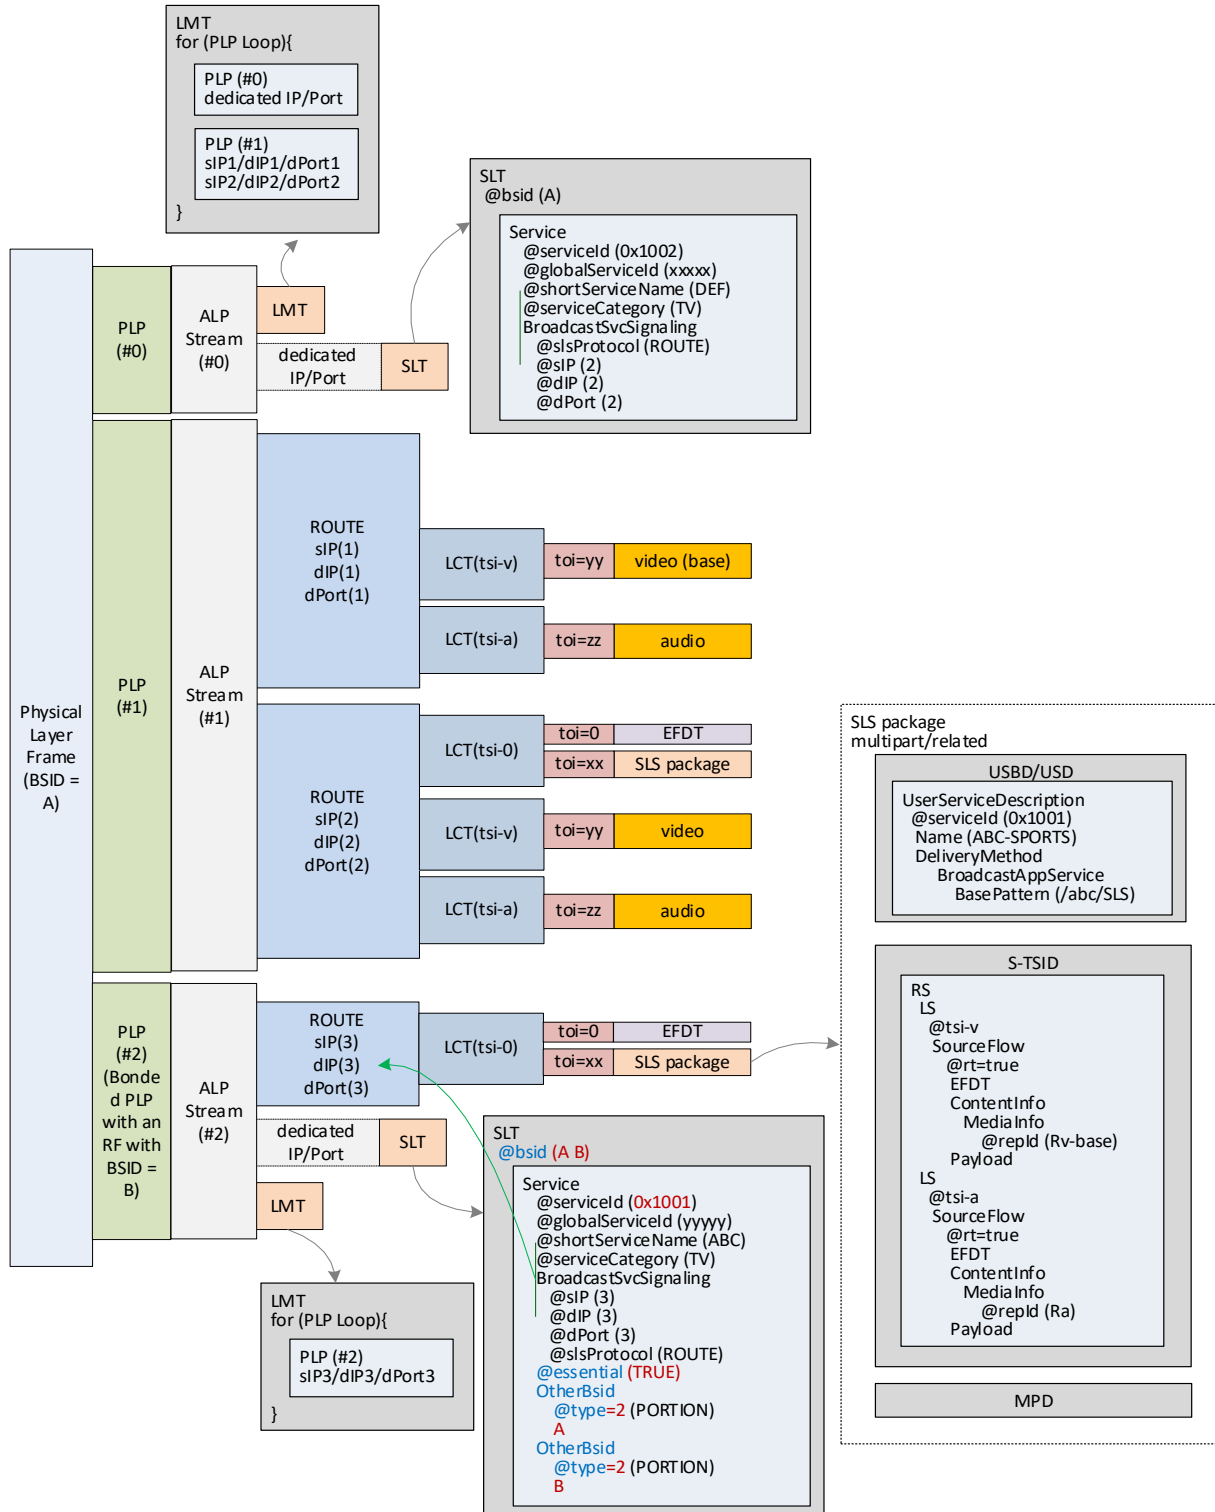 LMT
for (PLP Loop){
PLP (#0)
dedicated IP/Port
PLP (#1)
sIP1/dIP1/dPort1
sIP2/dIP2/dPort2
}
SLT
@bsid (A)
Service
@serviceId (0x1002)
@globalServiceId (xxxxx)
@shortServiceName (DEF)
@serviceCategory (TV)
BroadcastSvcSignaling
@slsProtocol (ROUTE)
@sIP (2)
@dIP (2)
@dPort (2)
Physical
Layer
Frame
(BSID =
A)
PLP
(#0)
ALP
Stream
(#0)
LMT
dedicated
IP/Port
SLT
PLP
(#1)
ALP
Stream
(#1)
ROUTE
sIP(1)
dIP(1)
dPort(1)
LCT(tsi-v)
toi=yy
video (base)
LCT(tsi-a)
toi=zz
audio
ROUTE
sIP(2)
dIP(2)
dPort(2)
LCT(tsi-0)
toi=0
EFDT
toi=xx
SLS package
LCT(tsi-v)
toi=yy
video
LCT(tsi-a)
toi=zz
audio
PLP
(#2)
(Bonde
d PLP
with an
RF with
BSID =
B)
ALP
Stream
(#2)
ROUTE
sIP(3)
dIP(3)
dPort(3)
LCT(tsi-0)
toi=0
EFDT
toi=xx
SLS package
dedicated
IP/Port
SLT
LMT
LMT
for (PLP Loop){
PLP (#2)
sIP3/dIP3/dPort3
}
SLT
@bsid (A B)
Service
@serviceId (0x1001)
@globalServiceId (yyyyy)
@shortServiceName (ABC)
@serviceCategory (TV)
BroadcastSvcSignaling
@sIP (3)
@dIP (3)
@dPort (3)
@slsProtocol (ROUTE)
@essential (TRUE)
OtherBsid
@type=2 (PORTION)
A
OtherBsid
@type=2 (PORTION)
B
SLS package
multipart/related
USBD/USD
UserServiceDescription
@serviceId (0x1001)
Name (ABC-SPORTS)
DeliveryMethod
BroadcastAppService
BasePattern (/abc/SLS)
S-TSID
RS
LS
@tsi-v
SourceFlow
@rt=true
EFDT
ContentInfo
MediaInfo
@repId (Rv-base)
Payload
LS
@tsi-a
SourceFlow
@rt=true
EFDT
ContentInfo
MediaInfo
@repId (Ra)
Payload
MPD